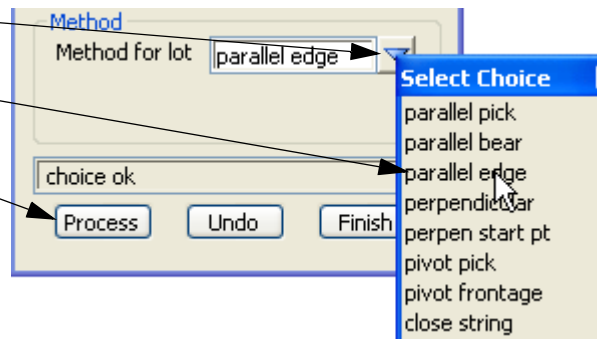 Method
Method for lot parallel edge
choice ok
Process Undo Finish
Select Choice
parallel pick
parallel bear
parallel edge
perpendicular
perpen start pt
pivot pick
pivot frontage
close string